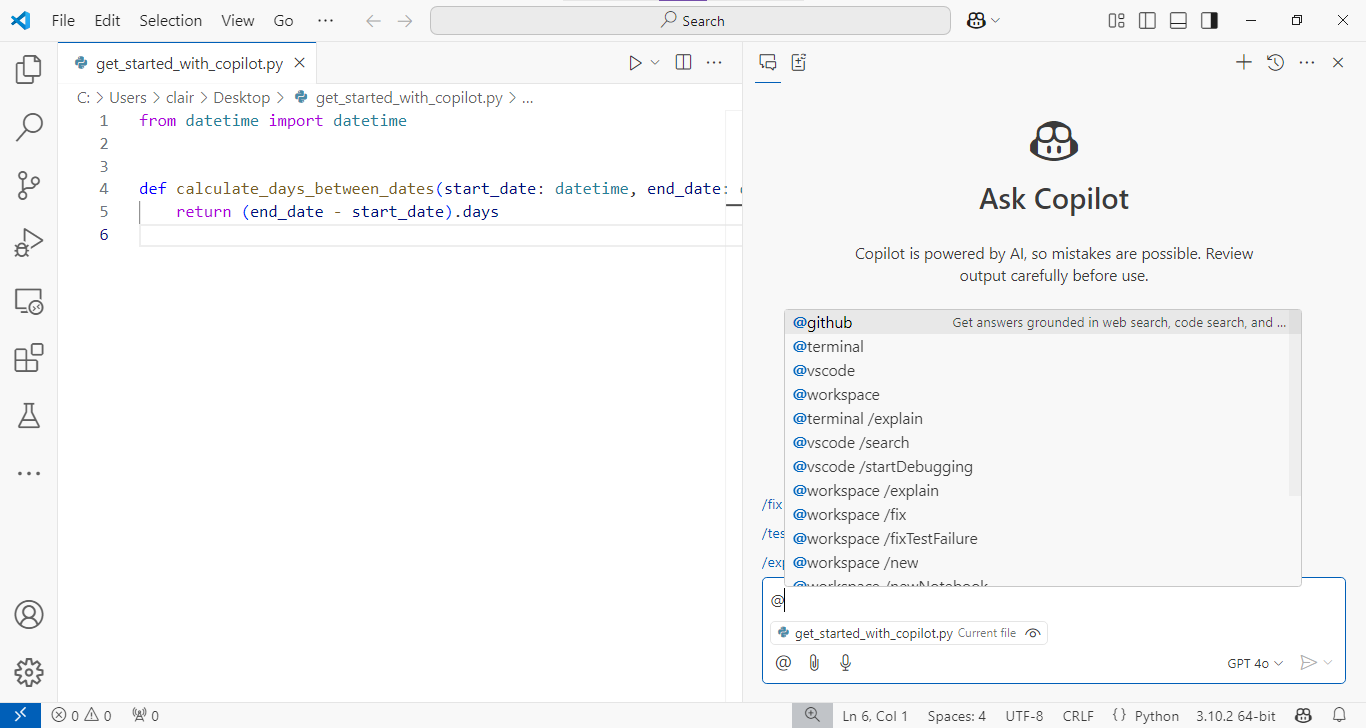 File Edit Selection View Go ··· Search
get_started_with_copilot.py
C: > Users > clair > Desktop > get_started_with_copilot.py > ...
1 from datetime import datetime
2
3
4 def calculate_days_between_dates(start_date: datetime, end_date:
5 return (end_date - start_date).days
6
Ask Copilot
Copilot is powered by AI, so mistakes are possible. Review
output carefully before use.
@github Get answers grounded in web search, code search, and ...
@terminal
@vscode
@workspace
@terminal /explain
@vscode /search
@vscode /startDebugging
@workspace /explain
/fix
@workspace /fix
/tes
@workspace /fixTestFailure
/exp
@workspace /new
@workspace /newNotebook
@
get_started_with_copilot.py Current file
@ GPT 4o
0 0 0 Ln 6, Col 1 Spaces: 4 UTF-8 CRLF {} Python 3.10.2 64-bit